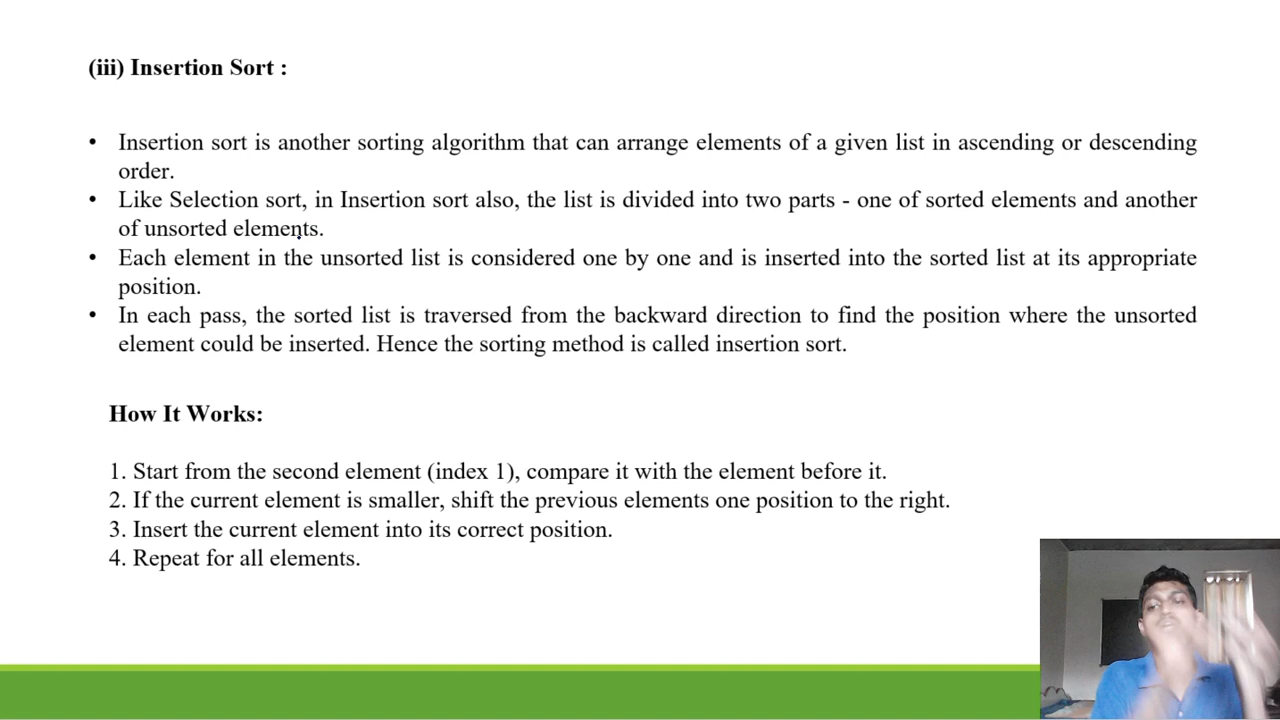 (iii) Insertion Sort :
• Insertion sort is another sorting algorithm that can arrange elements of a given list in ascending or descending
order.
• Like Selection sort, in Insertion sort also, the list is divided into two parts - one of sorted elements and another
of unsorted elements.
• Each element in the unsorted list is considered one by one and is inserted into the sorted list at its appropriate
position.
• In each pass, the sorted list is traversed from the backward direction to find the position where the unsorted
element could be inserted. Hence the sorting method is called insertion sort.
How It Works:
1. Start from the second element (index 1), compare it with the element before it.
2. If the current element is smaller, shift the previous elements one position to the right.
3. Insert the current element into its correct position.
4. Repeat for all elements.